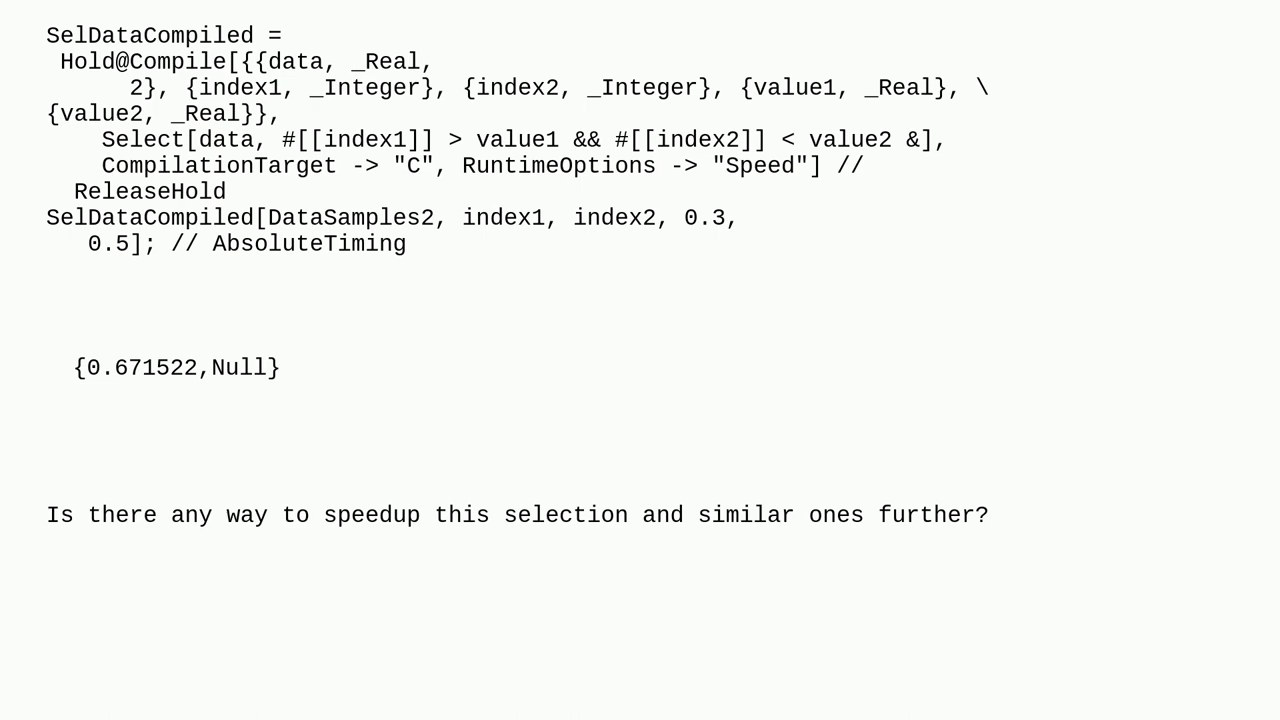 SelDataCompiled =
Hold@Compile[{{data, _Real,
2}, {index1, _Integer}, {index2, _Integer}, {value1, _Real}, \
{value2, _Real}},
Select[data, #[[index1]] > value1 && #[[index2]] < value2 &],
CompilationTarget -> "C", RuntimeOptions -> "Speed"] //
ReleaseHold
SelDataCompiled[DataSamples2, index1, index2, 0.3,
0.5]; // AbsoluteTiming
{0.671522,Null}
Is there any way to speedup this selection and similar ones further?